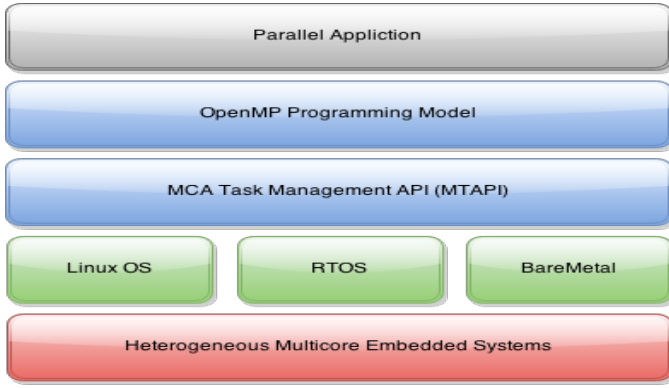 Parallel Appliction
OpenMP Programming Model
MCA Task Management API (MTAPI)
Linux OS
RTOS
BareMetal
Heterogeneous Multicore Embedded Systems